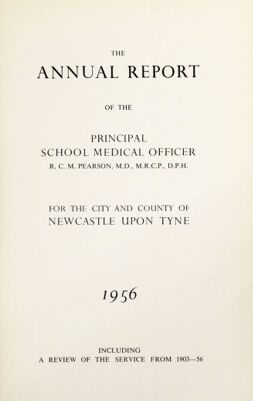 THE
ANNUAL REPORT
OF THE
PRINCIPAL
SCHOOL MEDICAL OFFICER
R. C. M. PEARSON, M.D., M.R.C.P., D.P.H.
FOR THE CITY AND COUNTY OF
NEWCASTLE UPON TYNE
1956
INCLUDING
A REVIEW OF THE SERVICE FROM 1903—56